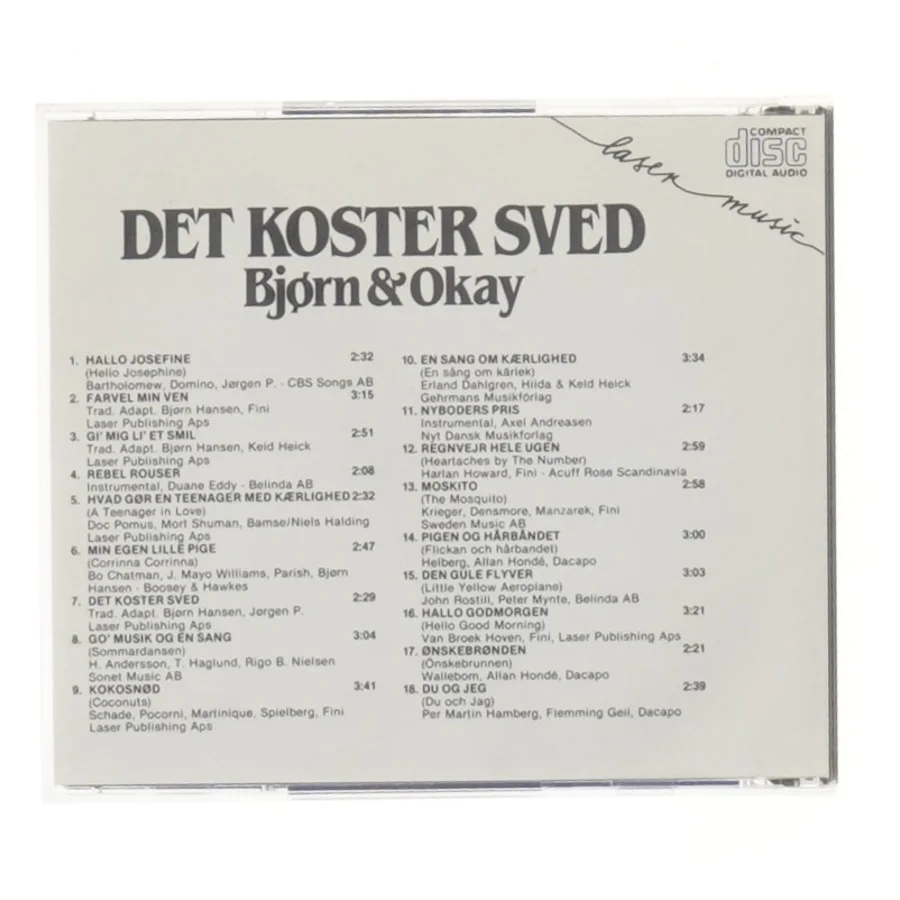 laser music
COMPACT
disc
DIGITAL AUDIO
DET KOSTER SVED
Bjørn & Okay
1. HALLO JOSEFINE 2:32
(Hello Josephine)
Bartholomew, Domino, Jørgen P. - CBS Songs AB
2. FARVEL MIN VEN 3:15
Trad. Adapt. Bjørn Hansen, Fini
Laser Publishing Aps
3. GI' MIG LI' ET SMIL 2:51
Trad. Adapt. Bjørn Hansen, Keld Heick
Laser Publishing Aps
4. REBEL ROUSER 2:08
Instrumental, Duane Eddy - Belinda AB
5. HVAD GØR EN TEENAGER MED KÆRLIGHED 2:32
(A Teenager in Love)
Doc Pomus, Mort Shuman, Bamse/Niels Halding
Laser Publishing Aps
6. MIN EGEN LILLE PIGE 2:47
(Corrinna Corrinna)
Bo Chatman, J. Mayo Williams, Parish, Bjørn
Hansen - Boosey & Hawkes
7. DET KOSTER SVED 2:29
Trad. Adapt. Bjørn Hansen, Jørgen P.
Laser Publishing Aps
8. GO' MUSIK OG EN SANG 3:04
(Sommardansen)
H. Andersson, T. Haglund, Rigo B. Nielsen
Sonet Music AB
9. KOKOSNØD 3:41
(Coconuts)
Schade, Pocorni, Martinique, Spielberg, Fini
Laser Publishing Aps
10. EN SANG OM KÆRLIGHED 3:34
(En sång om kärlek)
Erland Dahlgren, Hilda & Keld Heick
Gehrmans Musikförlag
11. NYBODERS PRIS 2:17
Instrumental, Axel Andreasen
Nyt Dansk Musikforlag
12. REGNVEJR HELE UGEN 2:59
(Heartaches by The Number)
Harlan Howard, Fini - Acuff Rose Scandinavia
13. MOSKITO 2:58
(The Mosquito)
Krieger, Densmore, Manzarek, Fini
Sweden Music AB
14. PIGEN OG HÅRBÅNDET 3:00
(Flickan och hårbandet)
Helberg, Allan Hondé, Dacapo
15. DEN GULE FLYVER 3:03
(Little Yellow Aeroplane)
John Rostill, Peter Mynte, Belinda AB
16. HALLO GODMORGEN 3:21
(Hello Good Morning)
Van Broek Hoven, Fini, Laser Publishing Aps
17. ØNSKEBRØNDEN 2:21
(Önskebrunnen)
Wallebom, Allan Hondé, Dacapo
18. DU OG JEG 2:39
(Du och Jag)
Per Martin Hamberg, Flemming Geil, Dacapo